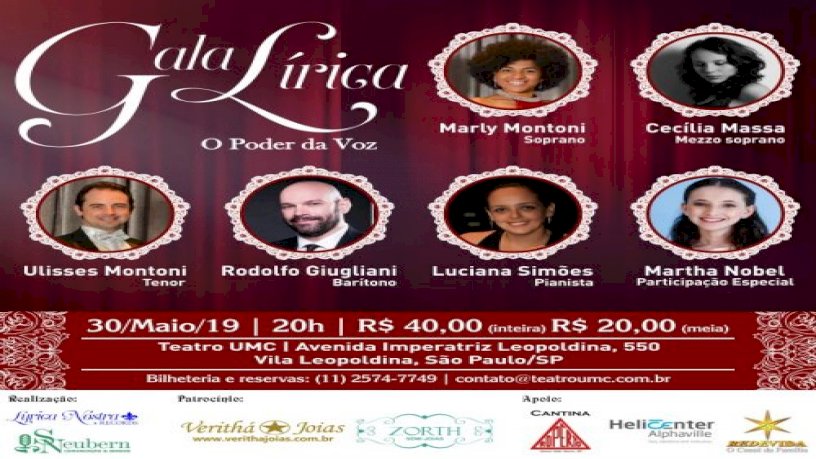 Gala Lírica
O Poder da Voz
Marly Montoni
Soprano
Cecília Massa
Mezzo soprano
Ulisses Montoni
Tenor
Rodolfo Giugliani
Barítono
Luciana Simões
Pianista
Martha Nobel
Participação Especial
30/Maio/19 | 20h | R$ 40,00 (inteira) R$ 20,00 (meia)
Teatro UMC | Avenida Imperatriz Leopoldina, 550
Vila Leopoldina, São Paulo/SP
Bilheteria e reservas: (11) 2574-7749 | contato@teatroumc.com.br
Realização:
Lírica Nostra
Neubern
Patrocínio:
Verithá Joias
www.verithajoias.com.br
ZORTH
SEMI JOIAS
Apoio:
CANTINA
HeliCenter
Alphaville
REDEVIDA
O Canal da Família